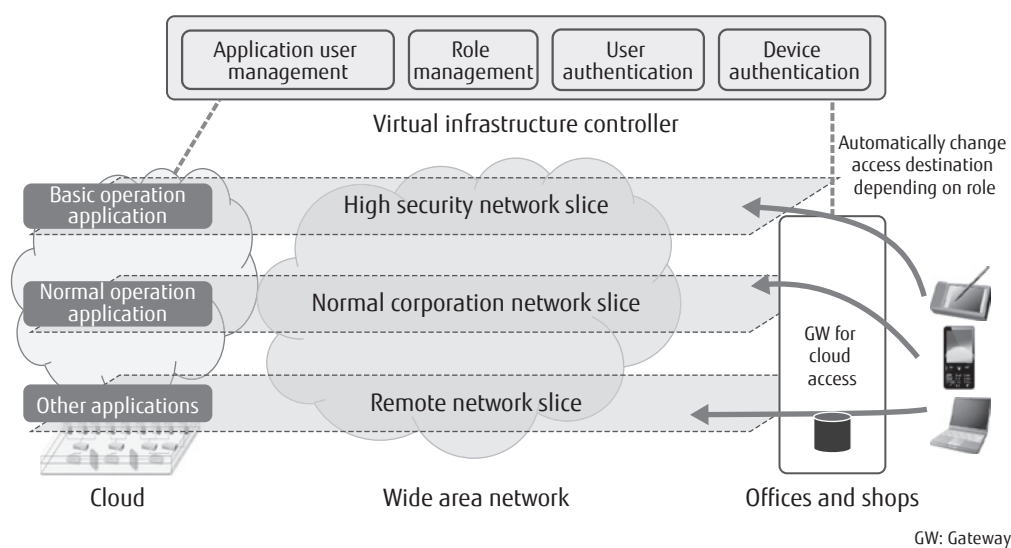 Application user
management
Role
management
User
authentication
Device
authentication
Virtual infrastructure controller
Automatically change
access destination
depending on role
Basic operation
application
High security network slice
Normal operation
application
Normal corporation network slice
GW for
cloud
access
Other applications
Remote network slice
Cloud
Wide area network
Offices and shops
GW: Gateway